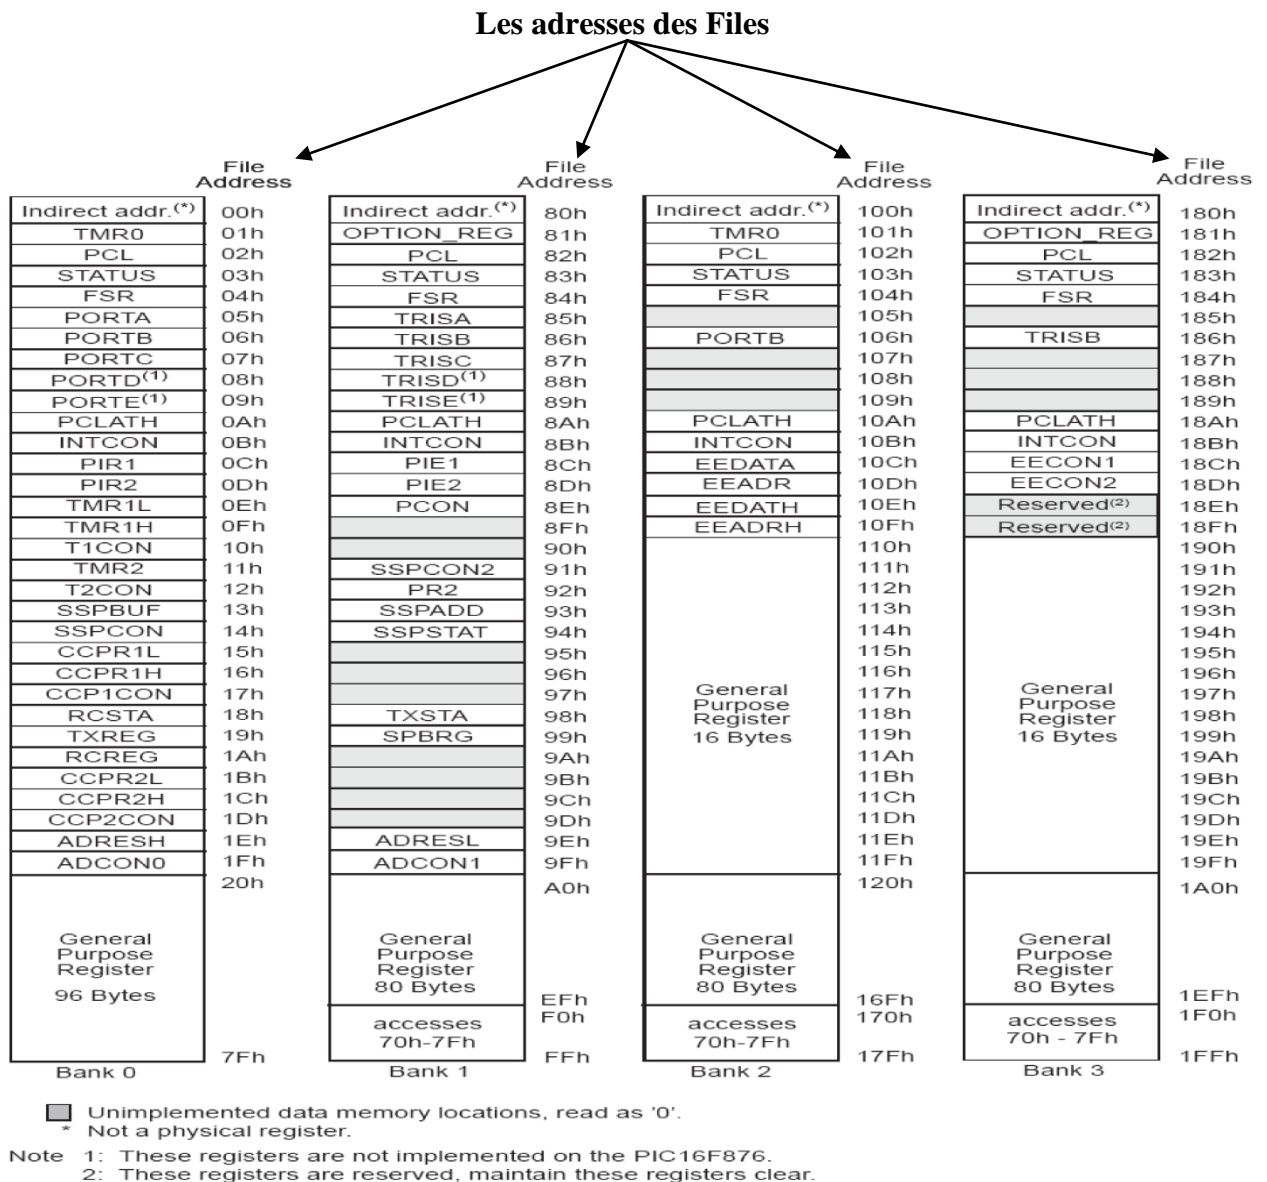 Les adresses des Files
File Address File Address File Address File Address
Indirect addr.(*) 00h Indirect addr.(*) 80h Indirect addr.(*) 100h Indirect addr.(*) 180h
TMR0 01h OPTION_REG 81h TMR0 101h OPTION_REG 181h
PCL 02h PCL 82h PCL 102h PCL 182h
STATUS 03h STATUS 83h STATUS 103h STATUS 183h
FSR 04h FSR 84h FSR 104h FSR 184h
PORTA 05h TRISA 85h 105h 185h
PORTB 06h TRISB 86h PORTB 106h TRISB 186h
PORTC 07h TRISC 87h 107h 187h
PORTD(1) 08h TRISD(1) 88h 108h 188h
PORTE(1) 09h TRISE(1) 89h 109h 189h
PCLATH 0Ah PCLATH 8Ah PCLATH 10Ah PCLATH 18Ah
INTCON 0Bh INTCON 8Bh INTCON 10Bh INTCON 18Bh
PIR1 0Ch PIE1 8Ch EEDATA 10Ch EECON1 18Ch
PIR2 0Dh PIE2 8Dh EEADR 10Dh EECON2 18Dh
TMR1L 0Eh PCON 8Eh EEDATH 10Eh Reserved(2) 18Eh
TMR1H 0Fh 8Fh EEADRH 10Fh Reserved(2) 18Fh
T1CON 10h 90h 110h 190h
TMR2 11h SSPCON2 91h 111h 191h
T2CON 12h PR2 92h 112h 192h
SSPBUF 13h SSPADD 93h 113h 193h
SSPCON 14h SSPSTAT 94h 114h 194h
CCPR1L 15h 95h 115h 195h
CCPR1H 16h 96h 116h 196h
CCP1CON 17h 97h General 117h General 197h
Purpose Purpose
RCSTA 18h TXSTA 98h Register 118h Register 198h
TXREG 19h SPBRG 99h 16 Bytes 119h 16 Bytes 199h
RCREG 1Ah 9Ah 11Ah 19Ah
CCPR2L 1Bh 9Bh 11Bh 19Bh
CCPR2H 1Ch 9Ch 11Ch 19Ch
CCP2CON 1Dh 9Dh 11Dh 19Dh
ADRESH 1Eh ADRESL 9Eh 11Eh 19Eh
ADCON0 1Fh ADCON1 9Fh 11Fh 19Fh
20h A0h 120h 1A0h
General General General General
Purpose Purpose Purpose Purpose
Register Register Register Register
96 Bytes 80 Bytes 80 Bytes 80 Bytes
EFh 16Fh 1EFh
F0h 170h 1F0h
accesses accesses accesses
70h-7Fh 70h-7Fh 70h - 7Fh
7Fh FFh 17Fh 1FFh
Bank 0 Bank 1 Bank 2 Bank 3
Unimplemented data memory locations, read as '0'.
* Not a physical register.
Note 1: These registers are not implemented on the PIC16F876.
2: These registers are reserved, maintain these registers clear.